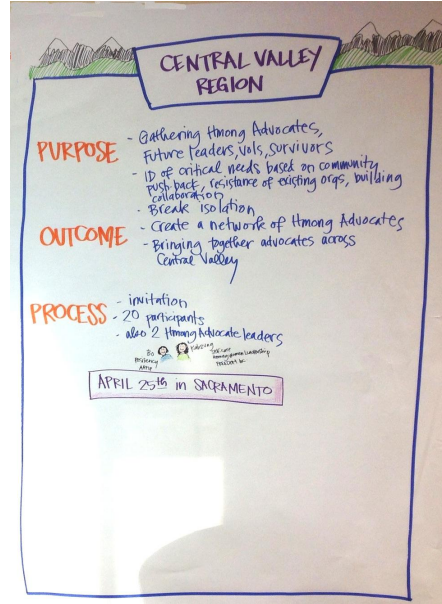 CENTRAL VALLEY
REGION
PURPOSE
- Gathering Hmong Advocates,
Future leaders, vols, survivors
- ID of critical needs based on community
push back, resistance of existing orgs, building
collaboration
- Break isolation
OUTCOME
- Create a network of Hmong Advocates
- Bringing together advocates across
Central Valley
PROCESS
- invitation
- 20 participants
- also 2 Hmong Advocate leaders
Bo
APRIL 25th in SACRAMENTO